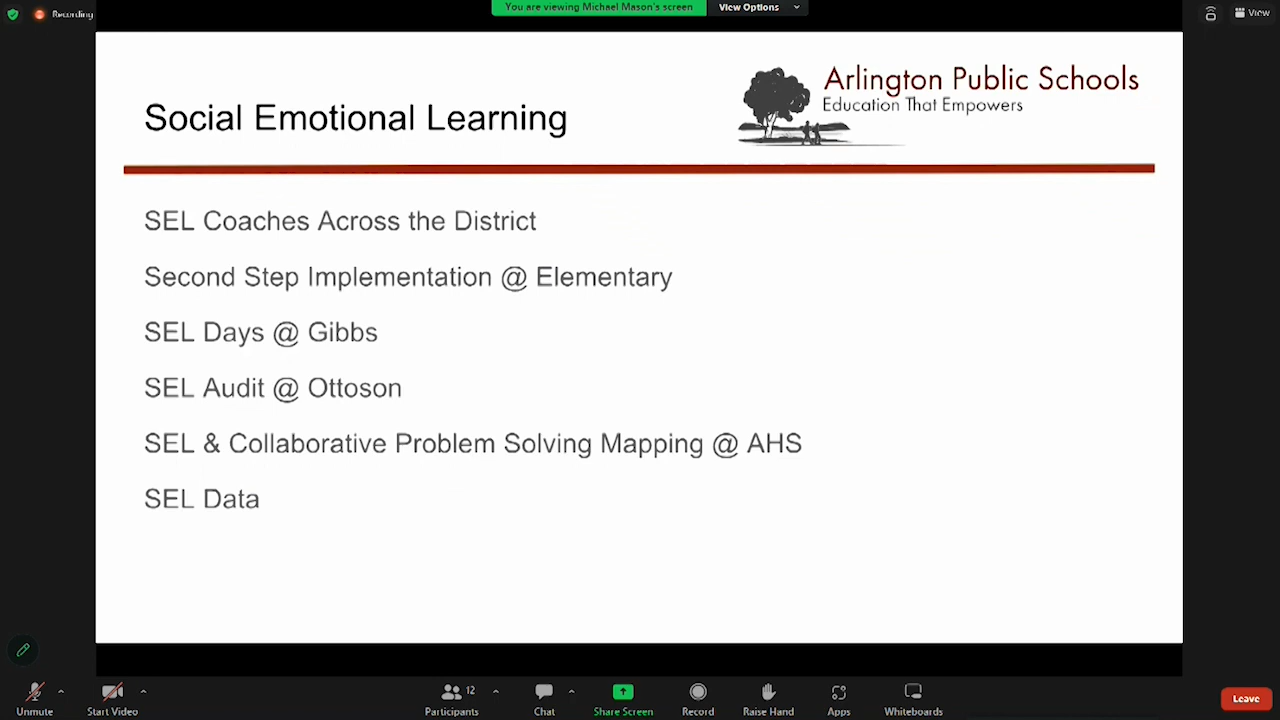 Recording
You are viewing Michael Mason's screen
View Options
View
Arlington Public Schools
Education That Empowers
Social Emotional Learning
SEL Coaches Across the District
Second Step Implementation @ Elementary
SEL Days @ Gibbs
SEL Audit @ Ottoson
SEL & Collaborative Problem Solving Mapping @ AHS
SEL Data
Unmute
Start Video
12
Participants
Chat
Share Screen
Record
Raise Hand
Apps
Whiteboards
Leave